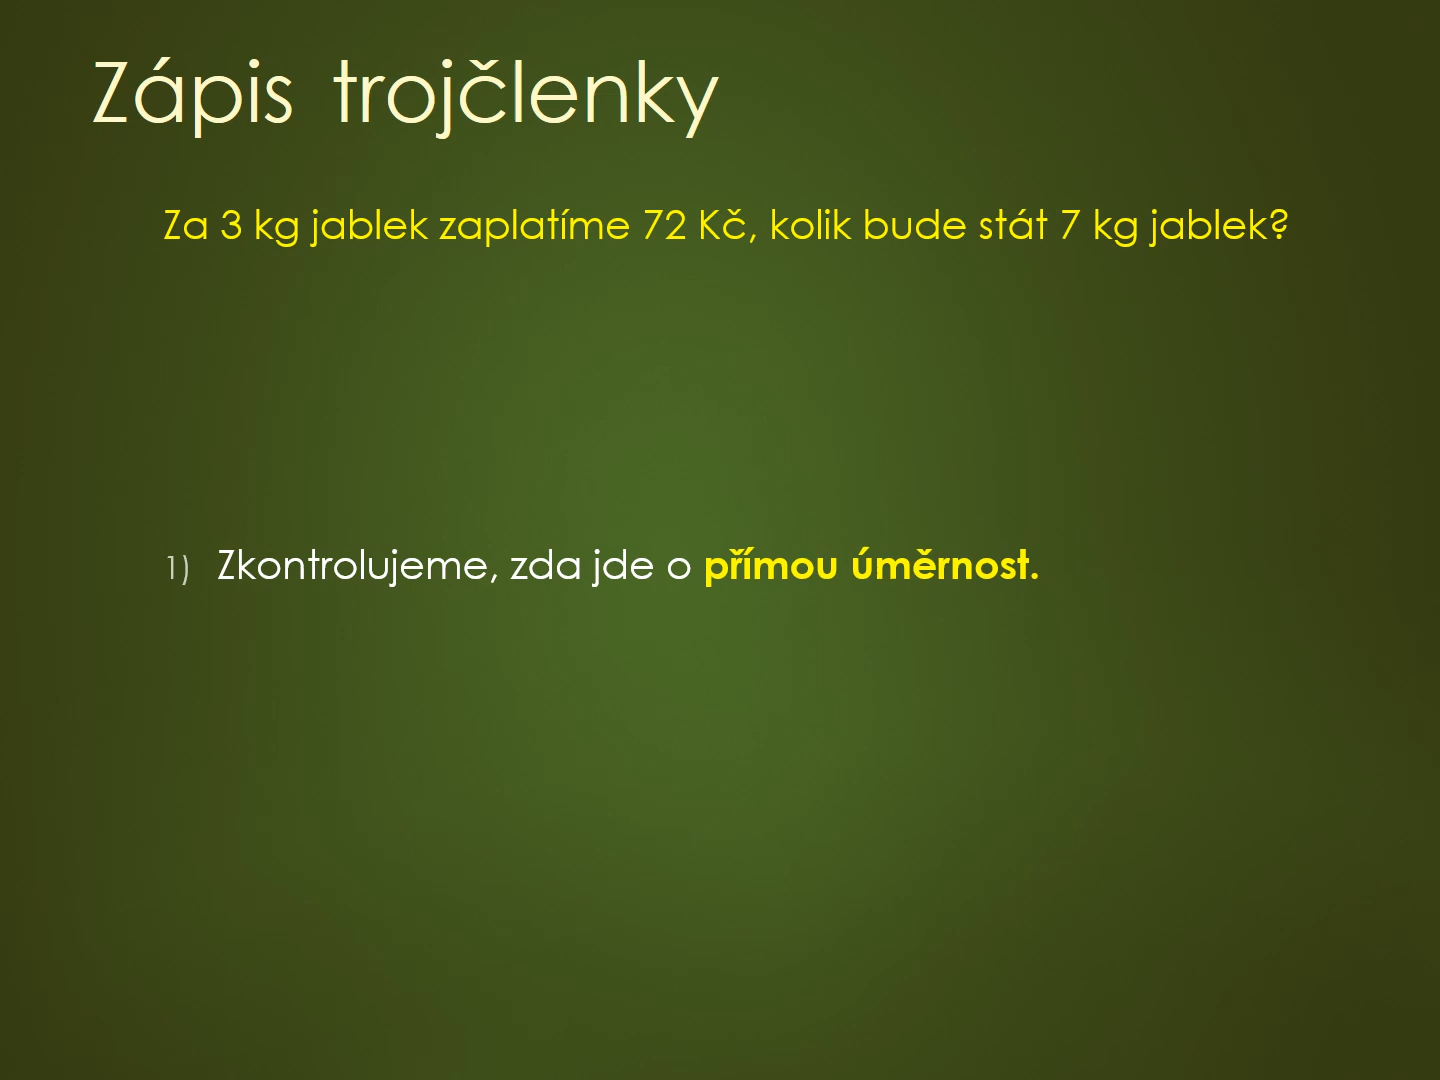 Zápis trojčlenky
Za 3 kg jablek zaplatíme 72 Kč, kolik bude stát 7 kg jablek?
1) Zkontrolujeme, zda jde o přímou úměrnost.